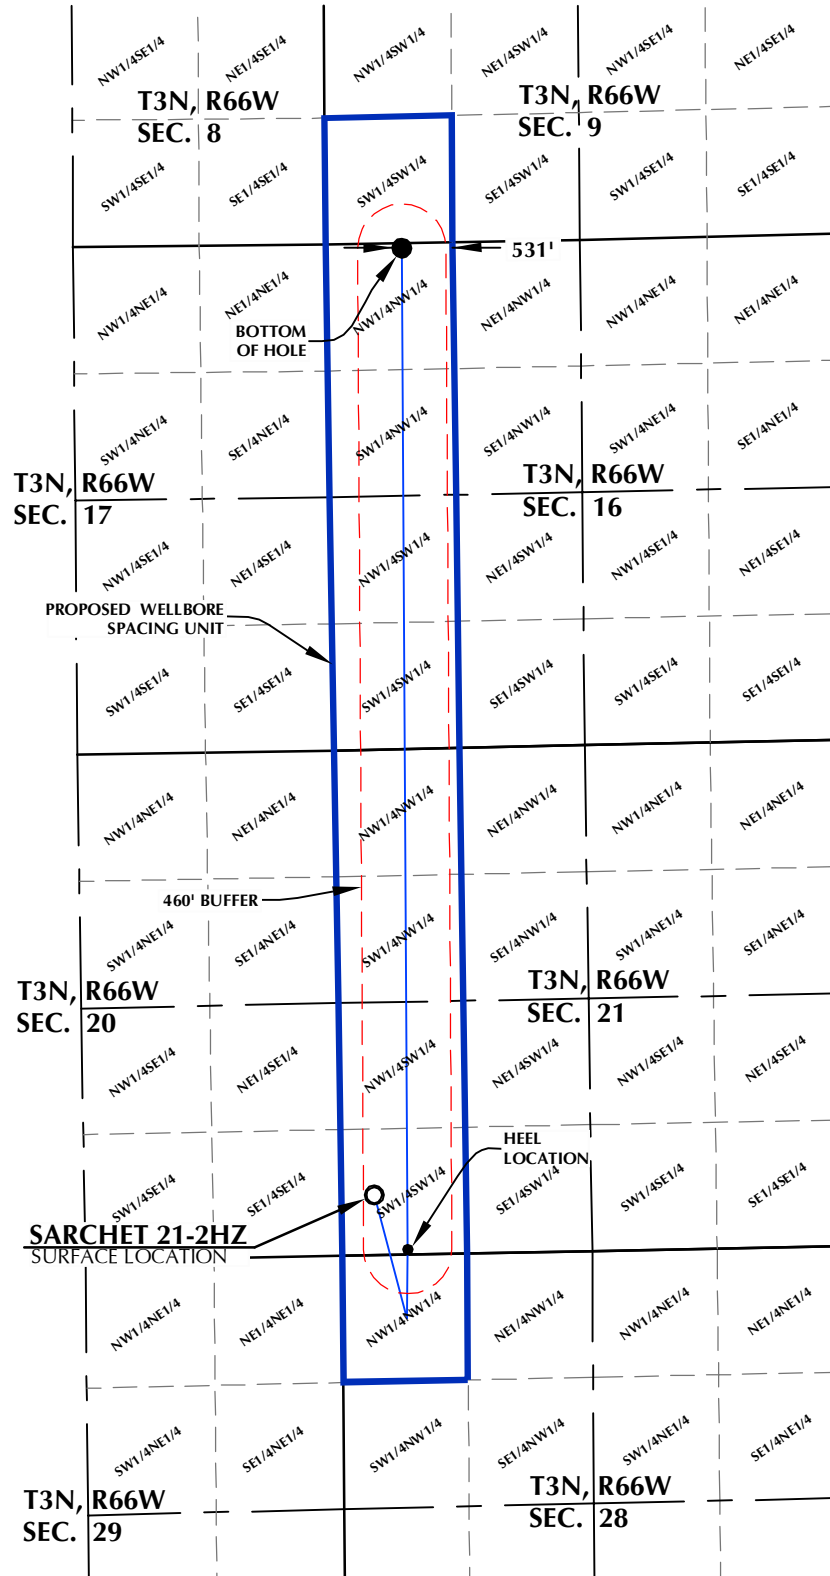 NW1/4SE1/4
NE1/4SE1/4
NW1/4SW1/4
NE1/4SW1/4
NW1/4SE1/4
NE1/4SE1/4
T3N, R66W
SEC. 8
T3N, R66W
SEC. 9
SW1/4SE1/4
SE1/4SE1/4
SW1/4SW1/4
SE1/4SW1/4
SW1/4SE1/4
SE1/4SE1/4
531'
NW1/4NE1/4
NE1/4NE1/4
NW1/4NW1/4
NE1/4NW1/4
NW1/4NE1/4
NE1/4NE1/4
BOTTOM
OF HOLE
SW1/4NE1/4
SE1/4NE1/4
SW1/4NW1/4
SE1/4NW1/4
SW1/4NE1/4
SE1/4NE1/4
T3N, R66W
SEC. 17
T3N, R66W
SEC. 16
NW1/4SE1/4
NE1/4SE1/4
NW1/4SW1/4
NE1/4SW1/4
NW1/4SE1/4
NE1/4SE1/4
PROPOSED WELLBORE
SPACING UNIT
SW1/4SE1/4
SE1/4SE1/4
SW1/4SW1/4
SE1/4SW1/4
SW1/4SE1/4
SE1/4SE1/4
NW1/4NE1/4
NE1/4NE1/4
NW1/4NW1/4
NE1/4NW1/4
NW1/4NE1/4
NE1/4NE1/4
460' BUFFER
SW1/4NE1/4
SE1/4NE1/4
SW1/4NW1/4
SE1/4NW1/4
SW1/4NE1/4
SE1/4NE1/4
T3N, R66W
SEC. 20
T3N, R66W
SEC. 21
NW1/4SE1/4
NE1/4SE1/4
NW1/4SW1/4
NE1/4SW1/4
NW1/4SE1/4
NE1/4SE1/4
HEEL
LOCATION
SW1/4SE1/4
SE1/4SE1/4
SW1/4SW1/4
SE1/4SW1/4
SW1/4SE1/4
SE1/4SE1/4
SARCHET 21-2HZ
SURFACE LOCATION
NW1/4NE1/4
NE1/4NE1/4
NW1/4NW1/4
NE1/4NW1/4
NW1/4NE1/4
NE1/4NE1/4
SW1/4NE1/4
SE1/4NE1/4
SW1/4NW1/4
SE1/4NW1/4
SW1/4NE1/4
SE1/4NE1/4
T3N, R66W
SEC. 29
T3N, R66W
SEC. 28